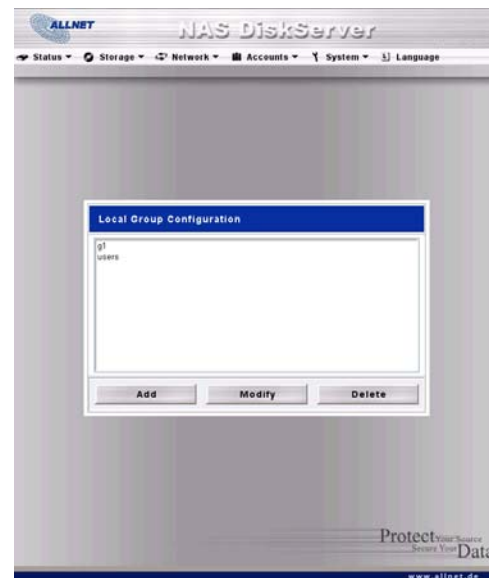 ALLNET
NAS DiskServer
Status Storage Network Accounts System Language
Local Group Configuration
g1
users
Add Modify Delete
Protect Your Source
Secure Your Data
www.allnet.de